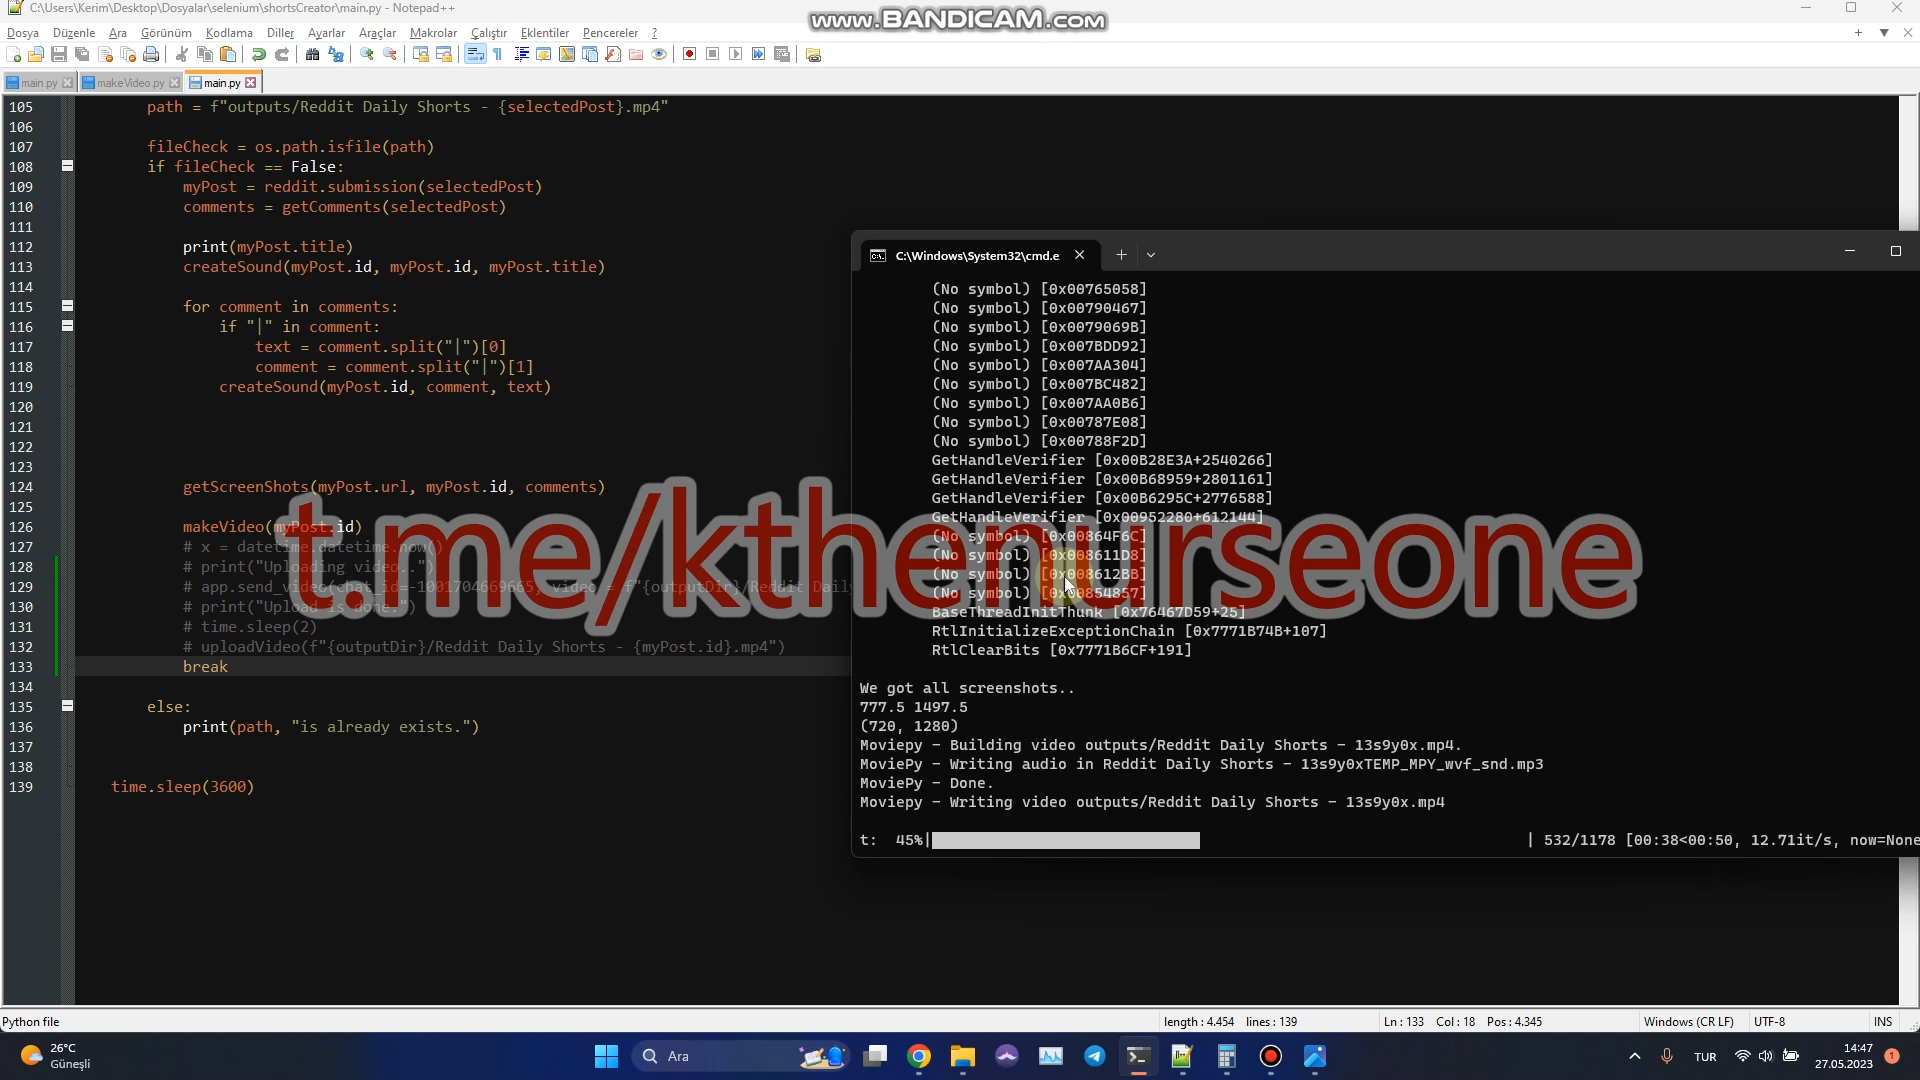 C:\Users\Kerim\Desktop\Dosyalar\selenium\shortsCreator\main.py - Notepad++
www.BANDICAM.com
Dosya Düzenle Ara Görünüm Kodlama Diller Ayarlar Araçlar Makrolar Çalıştır Eklentiler Pencereler ?
main.py makeVideo.py main.py
105 path = f"outputs/Reddit Daily Shorts - {selectedPost}.mp4"
106
107 fileCheck = os.path.isfile(path)
108 if fileCheck == False:
109 myPost = reddit.submission(selectedPost)
110 comments = getComments(selectedPost)
111
112 print(myPost.title)
113 createSound(myPost.id, myPost.id, myPost.title)
114
115 for comment in comments:
116 if "|" in comment:
117 text = comment.split("|")[0]
118 comment = comment.split("|")[1]
119 createSound(myPost.id, comment, text)
120
121
122
123
124 getScreenShots(myPost.url, myPost.id, comments)
125
126 makeVideo(myPost.id)
127 # x = datetime.datetime.now()
128 # print("Uploading video..")
129 # app.send_video(chat_id=-1001704669665, video = f"{outputDir}/Reddit Daily
130 # print("Upload is done.")
131 # time.sleep(2)
132 # uploadVideo(f"{outputDir}/Reddit Daily Shorts - {myPost.id}.mp4")
133 break
134
135 else:
136 print(path, "is already exists.")
137
138
139 time.sleep(3600)
C:\Windows\System32\cmd.e
(No symbol) [0x00765058]
(No symbol) [0x00790467]
(No symbol) [0x0079069B]
(No symbol) [0x007BDD92]
(No symbol) [0x007AA304]
(No symbol) [0x007BC482]
(No symbol) [0x007AA0B6]
(No symbol) [0x00787E08]
(No symbol) [0x00788F2D]
GetHandleVerifier [0x00B28E3A+2540266]
GetHandleVerifier [0x00B68959+2801161]
GetHandleVerifier [0x00B6295C+2776588]
GetHandleVerifier [0x00952280+612144]
(No symbol) [0x00864F6C]
(No symbol) [0x008611D8]
(No symbol) [0x008612BB]
(No symbol) [0x00854857]
BaseThreadInitThunk [0x76467D59+25]
RtlInitializeExceptionChain [0x7771B74B+107]
RtlClearBits [0x7771B6CF+191]
We got all screenshots..
777.5 1497.5
(720, 1280)
Moviepy - Building video outputs/Reddit Daily Shorts - 13s9y0x.mp4.
MoviePy - Writing audio in Reddit Daily Shorts - 13s9y0xTEMP_MPY_wvf_snd.mp3
MoviePy - Done.
Moviepy - Writing video outputs/Reddit Daily Shorts - 13s9y0x.mp4
t: 45%| | 532/1178 [00:38<00:50, 12.71it/s, now=None
t.me/kthenurseone
Python file length : 4.454 lines : 139 Ln : 133 Col : 18 Pos : 4.345 Windows (CR LF) UTF-8 INS
26°C
Güneşli
Ara
TUR
14:47
27.05.2023
1